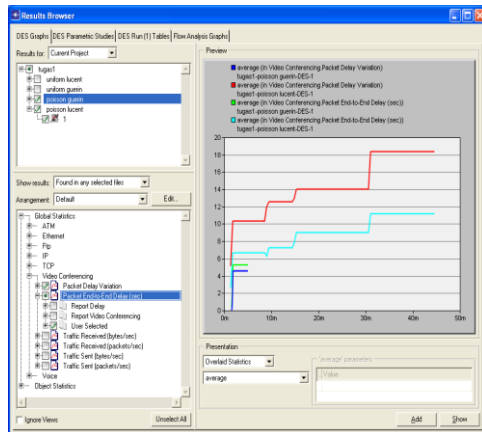 Results Browser
DES Graphs
DES Parametric Studies
DES Run (1) Tables
Flow Analysis Graphs
Results for:
Current Project
tugas1
uniform lucent
uniform guerin
poisson guerin
poisson lucent
1
Show results:
Found in any selected files
Arrangement:
Default
Edit...
Global Statistics
ATM
Ethernet
Ftp
IP
TCP
Video Conferencing
Packet Delay Variation
Packet End-to-End Delay (sec)
Report Delay
Report Video Conferencing
User Selected
Traffic Received (bytes/sec)
Traffic Received (packets/sec)
Traffic Sent (bytes/sec)
Traffic Sent (packets/sec)
Voice
Object Statistics
Ignore Views
Unselect All
Preview
average (in Video Conferencing.Packet Delay Variation)
tugas1-poisson guerin-DES-1
average (in Video Conferencing.Packet Delay Variation)
tugas1-poisson lucent-DES-1
average (in Video Conferencing.Packet End-to-End Delay (sec))
tugas1-poisson guerin-DES-1
average (in Video Conferencing.Packet End-to-End Delay (sec))
tugas1-poisson lucent-DES-1
20
18
16
14
12
10
8
6
4
2
0
0m 10m 20m 30m 40m 50m
Presentation
Overlaid Statistics
average
'average' parameters
Value
Add
Show